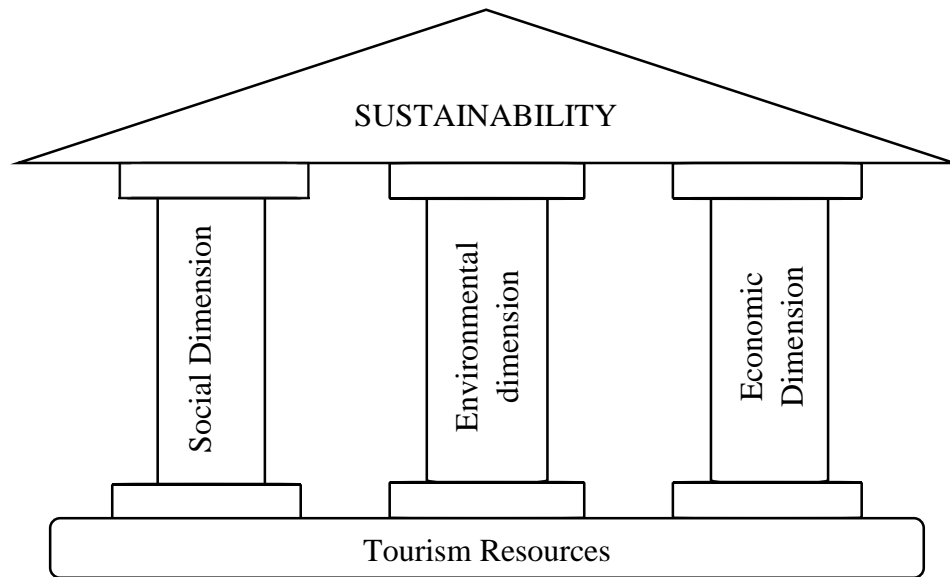 SUSTAINABILITY
Social Dimension
Environmental
dimension
Economic
Dimension
Tourism Resources